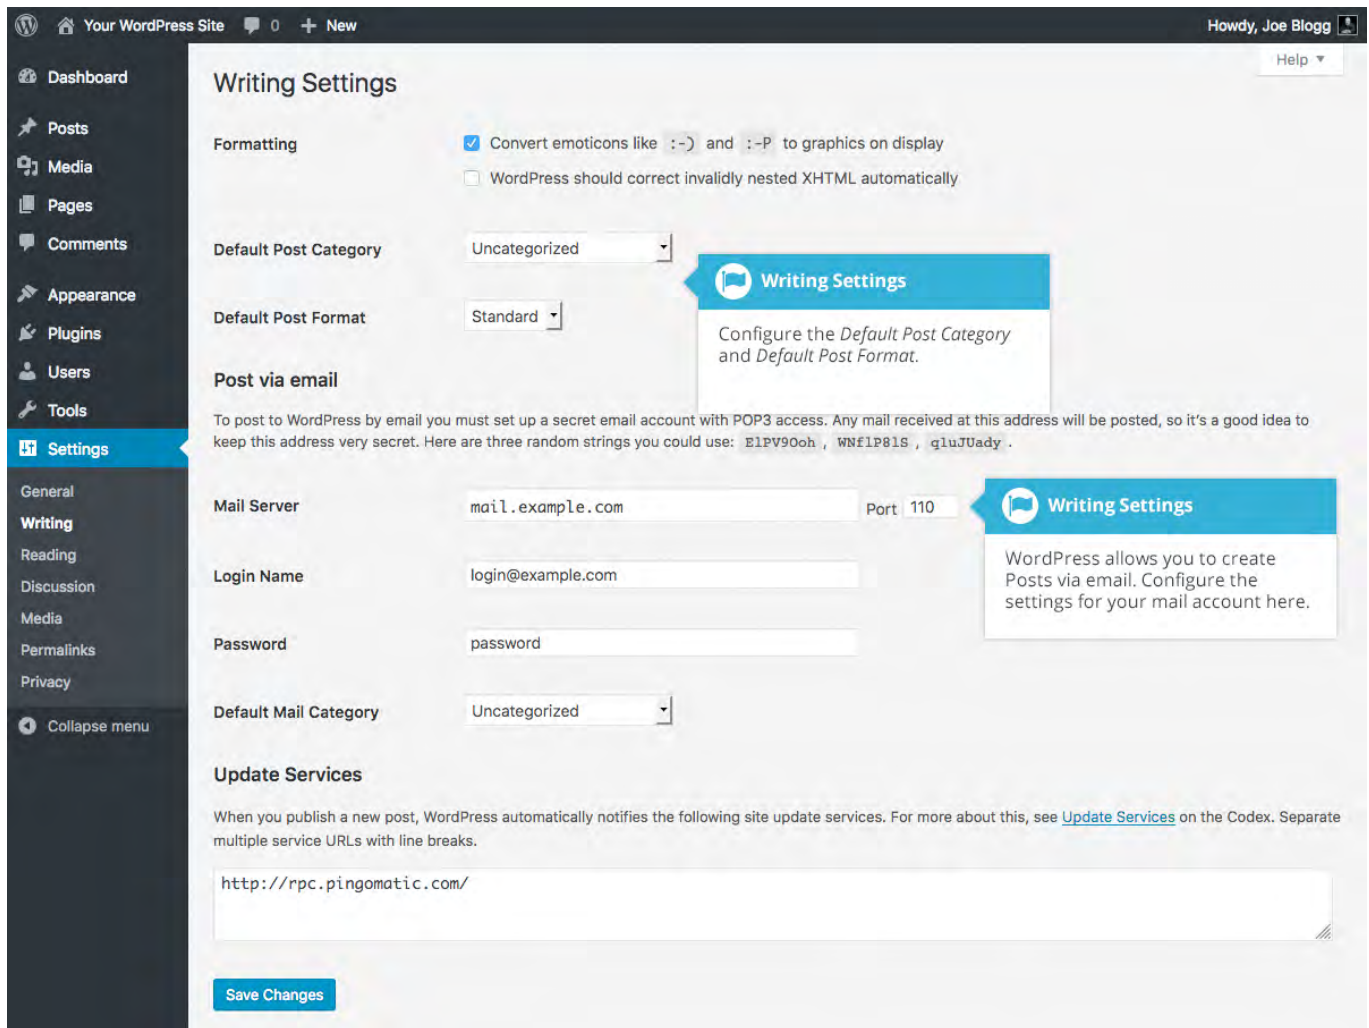 Your WordPress Site 0 + New Howdy, Joe Blogg
Help ▼
Dashboard
Posts
Media
Pages
Comments
Appearance
Plugins
Users
Tools
Settings
General
Writing
Reading
Discussion
Media
Permalinks
Privacy
Collapse menu
Writing Settings
Formatting
Convert emoticons like :-) and :-P to graphics on display
WordPress should correct invalidly nested XHTML automatically
Default Post Category Uncategorized
Default Post Format Standard
Writing Settings
Configure the Default Post Category
and Default Post Format.
Post via email
To post to WordPress by email you must set up a secret email account with POP3 access. Any mail received at this address will be posted, so it's a good idea to
keep this address very secret. Here are three random strings you could use: ElPV9Ooh , WNflP8lS , qluJUady .
Mail Server mail.example.com Port 110
Login Name login@example.com
Password password
Default Mail Category Uncategorized
Writing Settings
WordPress allows you to create
Posts via email. Configure the
settings for your mail account here.
Update Services
When you publish a new post, WordPress automatically notifies the following site update services. For more about this, see Update Services on the Codex. Separate
multiple service URLs with line breaks.
http://rpc.pingomatic.com/
Save Changes